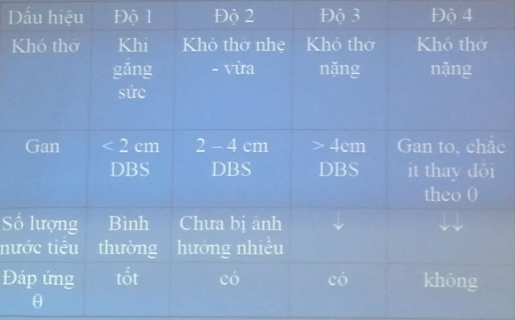 Dấu hiệu Độ 1 Độ 2 Độ 3 Độ 4
Khó thở Khi gắng sức Khó thở nhẹ - vừa Khó thở nặng Khó thở nặng
Gan < 2 cm DBS 2 – 4 cm DBS > 4cm DBS Gan to, chắc ít thay đổi theo θ
Số lượng nước tiểu Bình thường Chưa bị ảnh hưởng nhiều ↓ ↓↓
Đáp ứng θ tốt có có không